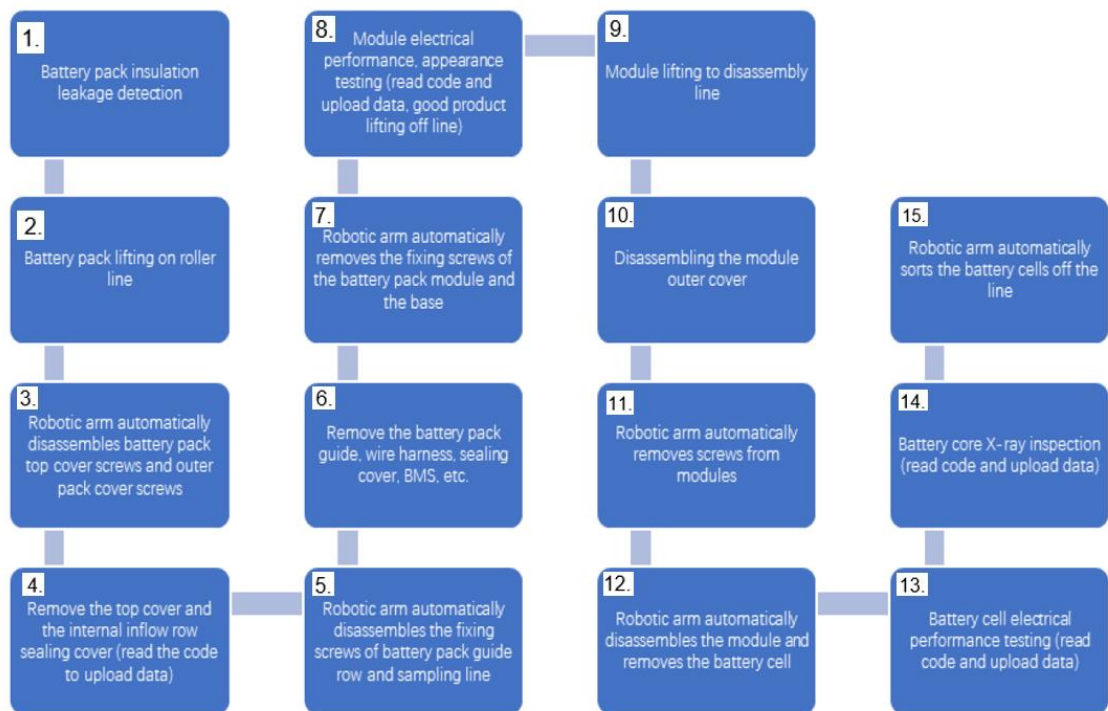 1.
Battery pack insulation
leakage detection
2.
Battery pack lifting on roller
line
3.
Robotic arm automatically
disassembles battery pack
top cover screws and outer
pack cover screws
4.
Remove the top cover and
the internal inflow row
sealing cover (read the code
to upload data)
5.
Robotic arm automatically
disassembles the fixing
screws of battery pack guide
row and sampling line
6.
Remove the battery pack
guide, wire harness, sealing
cover, BMS, etc.
7.
Robotic arm automatically
removes the fixing screws of
the battery pack module and
the base
8.
Module electrical
performance, appearance
testing (read code and
upload data, good product
lifting off line)
9.
Module lifting to disassembly
line
10.
Disassembling the module
outer cover
11.
Robotic arm automatically
removes screws from
modules
12.
Robotic arm automatically
disassembles the module and
removes the battery cell
13.
Battery cell electrical
performance testing (read
code and upload data)
14.
Battery core X-ray inspection
(read code and upload data)
15.
Robotic arm automatically
sorts the battery cells off the
line